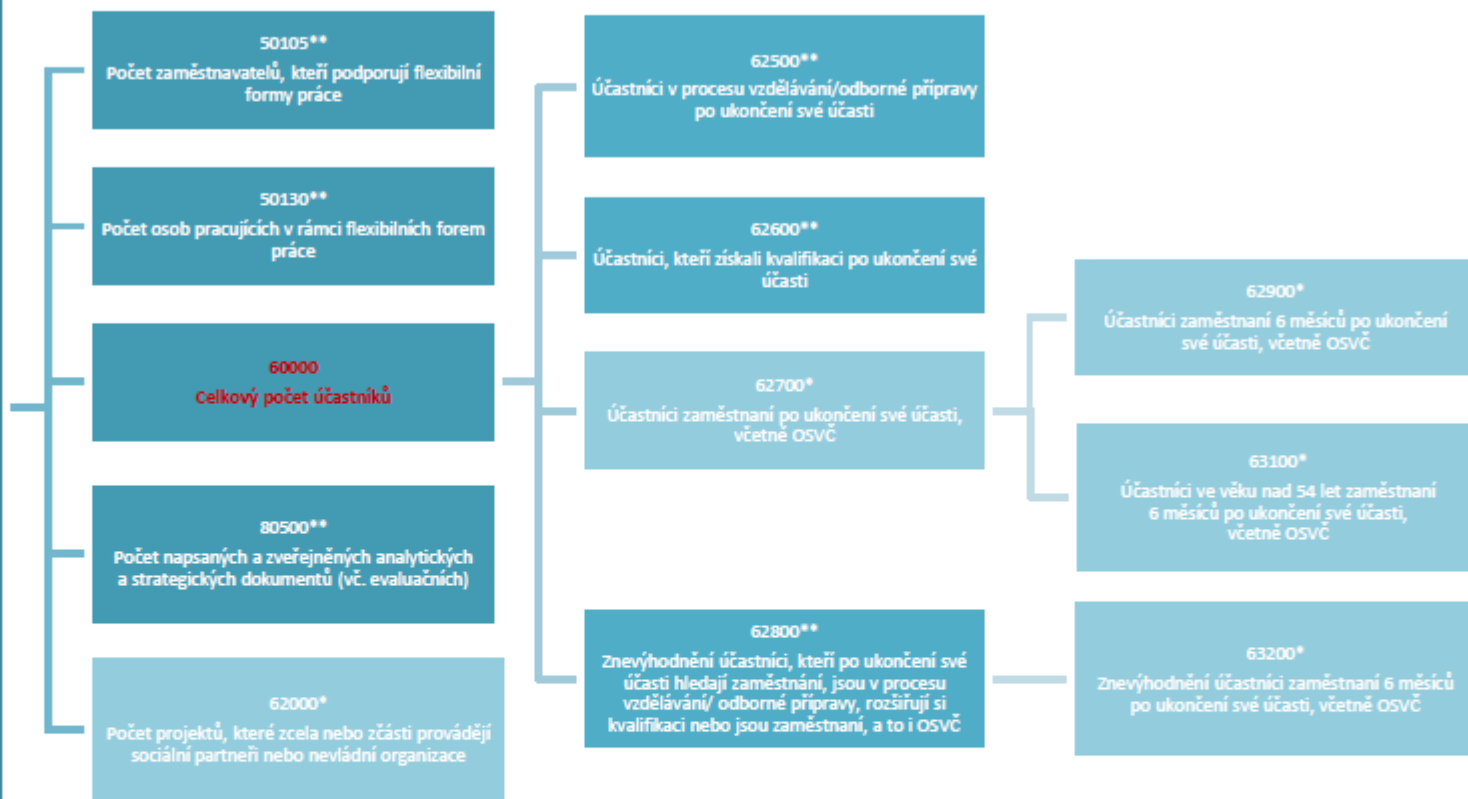 50105**
Počet zaměstnavatelů, kteří podporují flexibilní
formy práce
50130**
Počet osob pracujících v rámci flexibilních forem
práce
60000
Celkový počet účastníků
80500**
Počet napsaných a zveřejněných analytických
a strategických dokumentů (vč. evaluačních)
62000*
Počet projektů, které zcela nebo zčásti provádějí
sociální partneři nebo nevládní organizace
62500**
Účastníci v procesu vzdělávání/odborné přípravy
po ukončení své účasti
62600**
Účastníci, kteří získali kvalifikaci po ukončení své
účasti
62700*
Účastníci zaměstnaní po ukončení své účasti,
včetně OSVČ
62800**
Znevýhodnění účastníci, kteří po ukončení své
účasti hledají zaměstnání, jsou v procesu
vzdělávání/ odborné přípravy, rozšiřují si
kvalifikaci nebo jsou zaměstnaní, a to i OSVČ
62900*
Účastníci zaměstnaní 6 měsíců po ukončení
své účasti, včetně OSVČ
63100*
Účastníci ve věku nad 54 let zaměstnaní
6 měsíců po ukončení své účasti,
včetně OSVČ
63200*
Znevýhodnění účastníci zaměstnaní 6 měsíců
po ukončení své účasti, včetně OSVČ